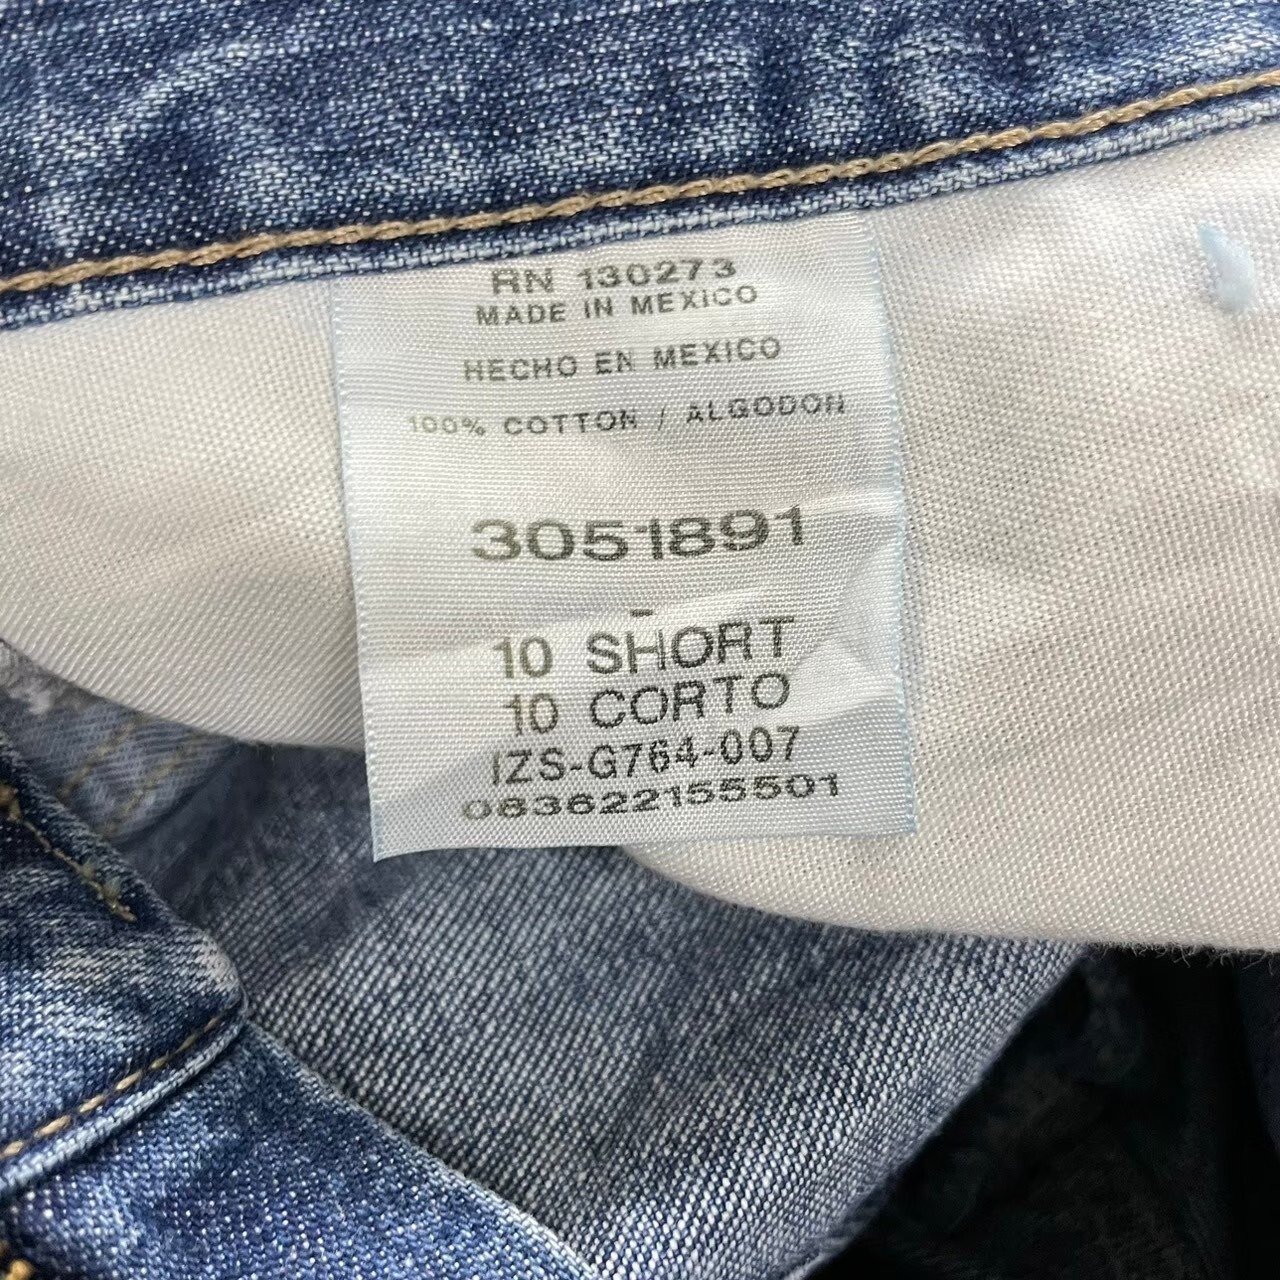 RN 130273
MADE IN MEXICO
HECHO EN MEXICO
100% COTTON / ALGODON
3051891
-
10 SHORT
10 CORTO
IZS-G764-007
083622155501